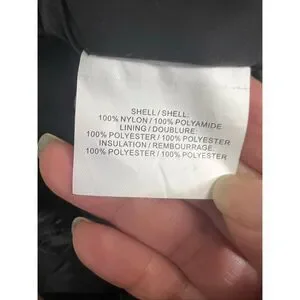 SHELL / SHELL:
100% NYLON / 100% POLYAMIDE
LINING / DOUBLURE:
100% POLYESTER / 100% POLYESTER
INSULATION / REMBOURRAGE:
100% POLYESTER / 100% POLYESTER